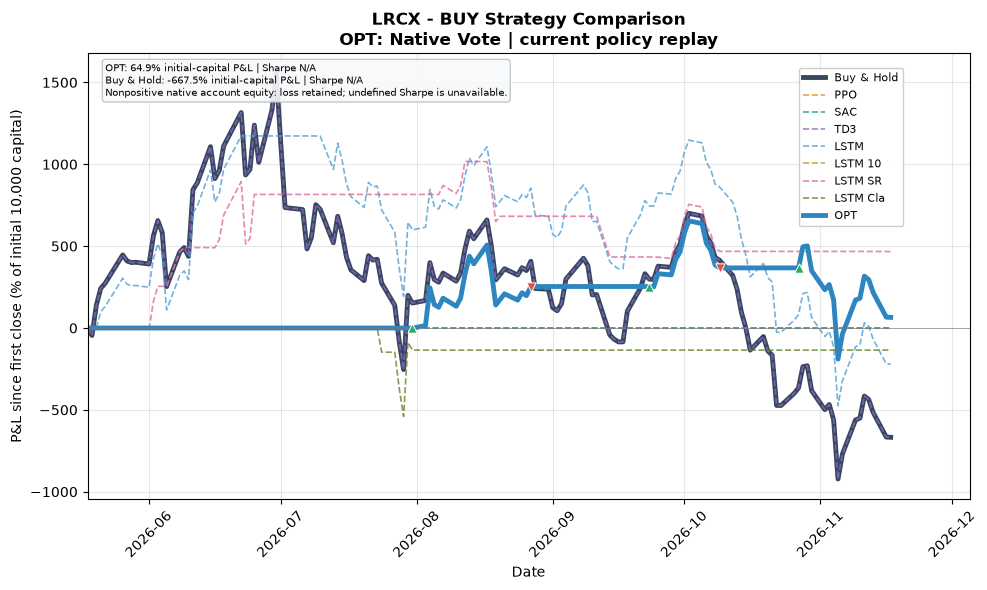 LRCX - BUY Strategy Comparison
OPT: Native Vote | current policy replay
OPT: 64.9% initial-capital P&L | Sharpe N/A
Buy & Hold: -667.5% initial-capital P&L | Sharpe N/A
Nonpositive native account equity: loss retained; undefined Sharpe is unavailable.
Buy & Hold
PPO
SAC
TD3
LSTM
LSTM 10
LSTM SR
LSTM Cla
OPT
P&L since first close (% of initial 10,000 capital)
1500
1000
500
0
−500
−1000
2026-06
2026-07
2026-08
2026-09
2026-10
2026-11
2026-12
Date